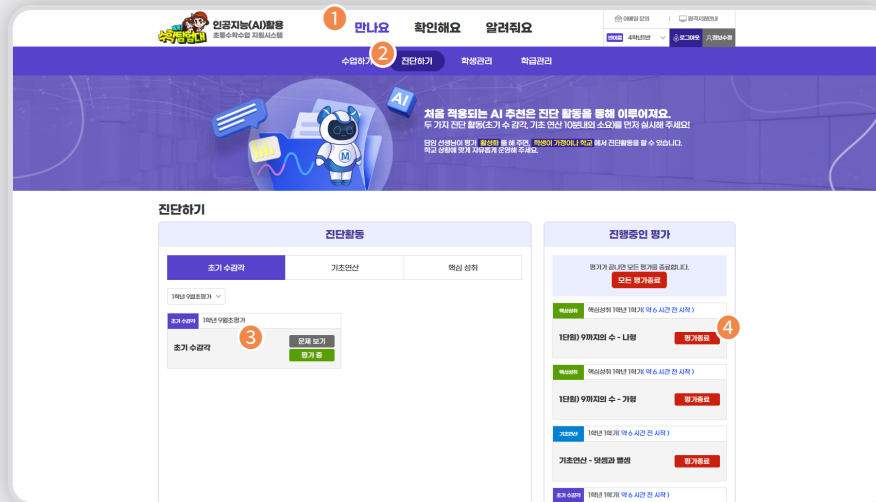 이메일 문의
원격지원안내
똑똑! 수학탐험대
인공지능(AI)활용
초등수학수업 지원시스템
1
만나요
확인해요
알려줘요
4학년1반
로그아웃
정보수정
수업하기
2
진단하기
학생관리
학급관리
AI
M
처음 적용되는 AI 추천은 진단 활동을 통해 이루어져요.
두 가지 진단 활동(초기 수 감각, 기초 연산 10분내외 소요)를 먼저 실시해 주세요!
담임 선생님이 평가 활성화 를 해 주면, 학생이 가정이나 학교 에서 진단활동을 할 수 있습니다.
학교 상황에 맞게 자유롭게 운영해 주세요.
진단하기
진단활동
초기 수감각
기초연산
핵심 성취
1학년 9월초평가
초기 수감각 1학년 9월초평가
초기 수감각
3
문제 보기
평가 중
진행중인 평가
평가가 끝나면 모든 평가를 종료합니다.
모든 평가종료
핵심성취 핵심성취 1학년 1학기( 약 6 시간 전 시작 )
4
1단원) 9까지의 수 - 나형
평가종료
핵심성취 핵심성취 1학년 1학기( 약 6 시간 전 시작 )
1단원) 9까지의 수 - 가형
평가종료
기초연산 1학년 1학기( 약 6 시간 전 시작 )
기초연산 - 덧셈과 뺄셈
평가종료
초기 수감각 1학년 1학기( 약 6 시간 전 시작 )